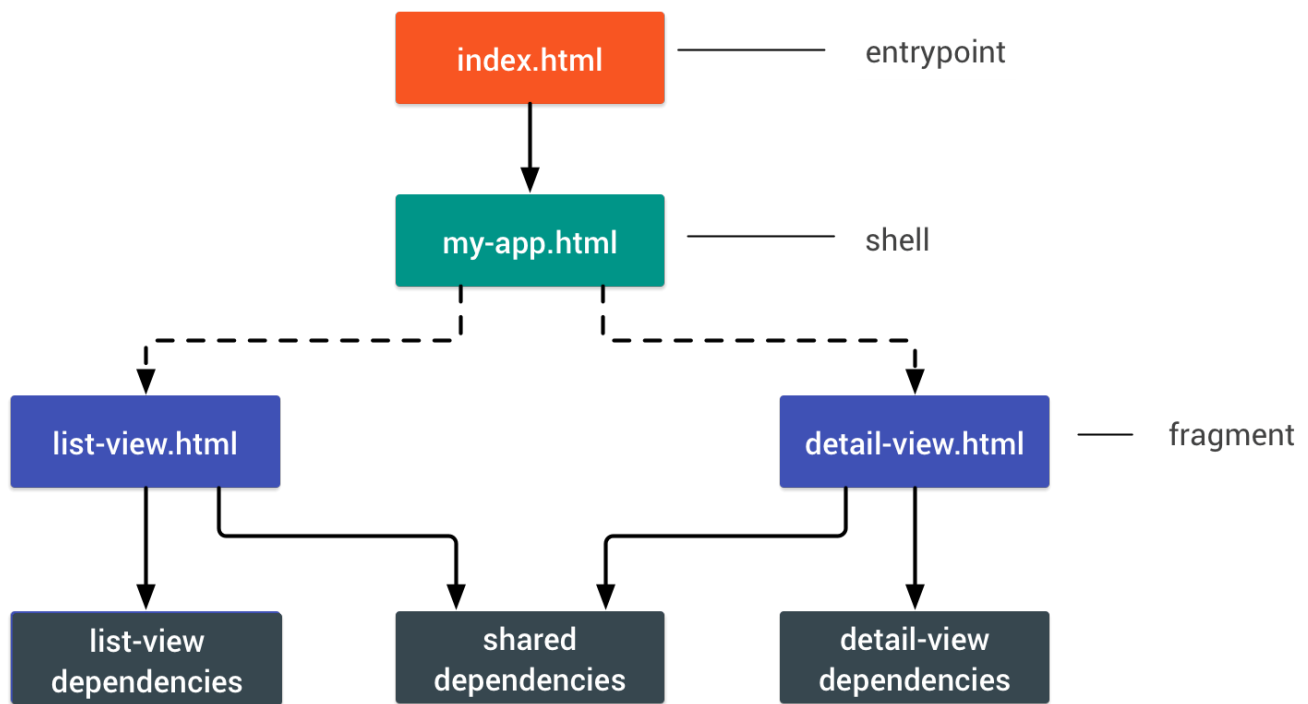 index.html
entrypoint
my-app.html
shell
list-view.html
detail-view.html
fragment
list-view
dependencies
shared
dependencies
detail-view
dependencies